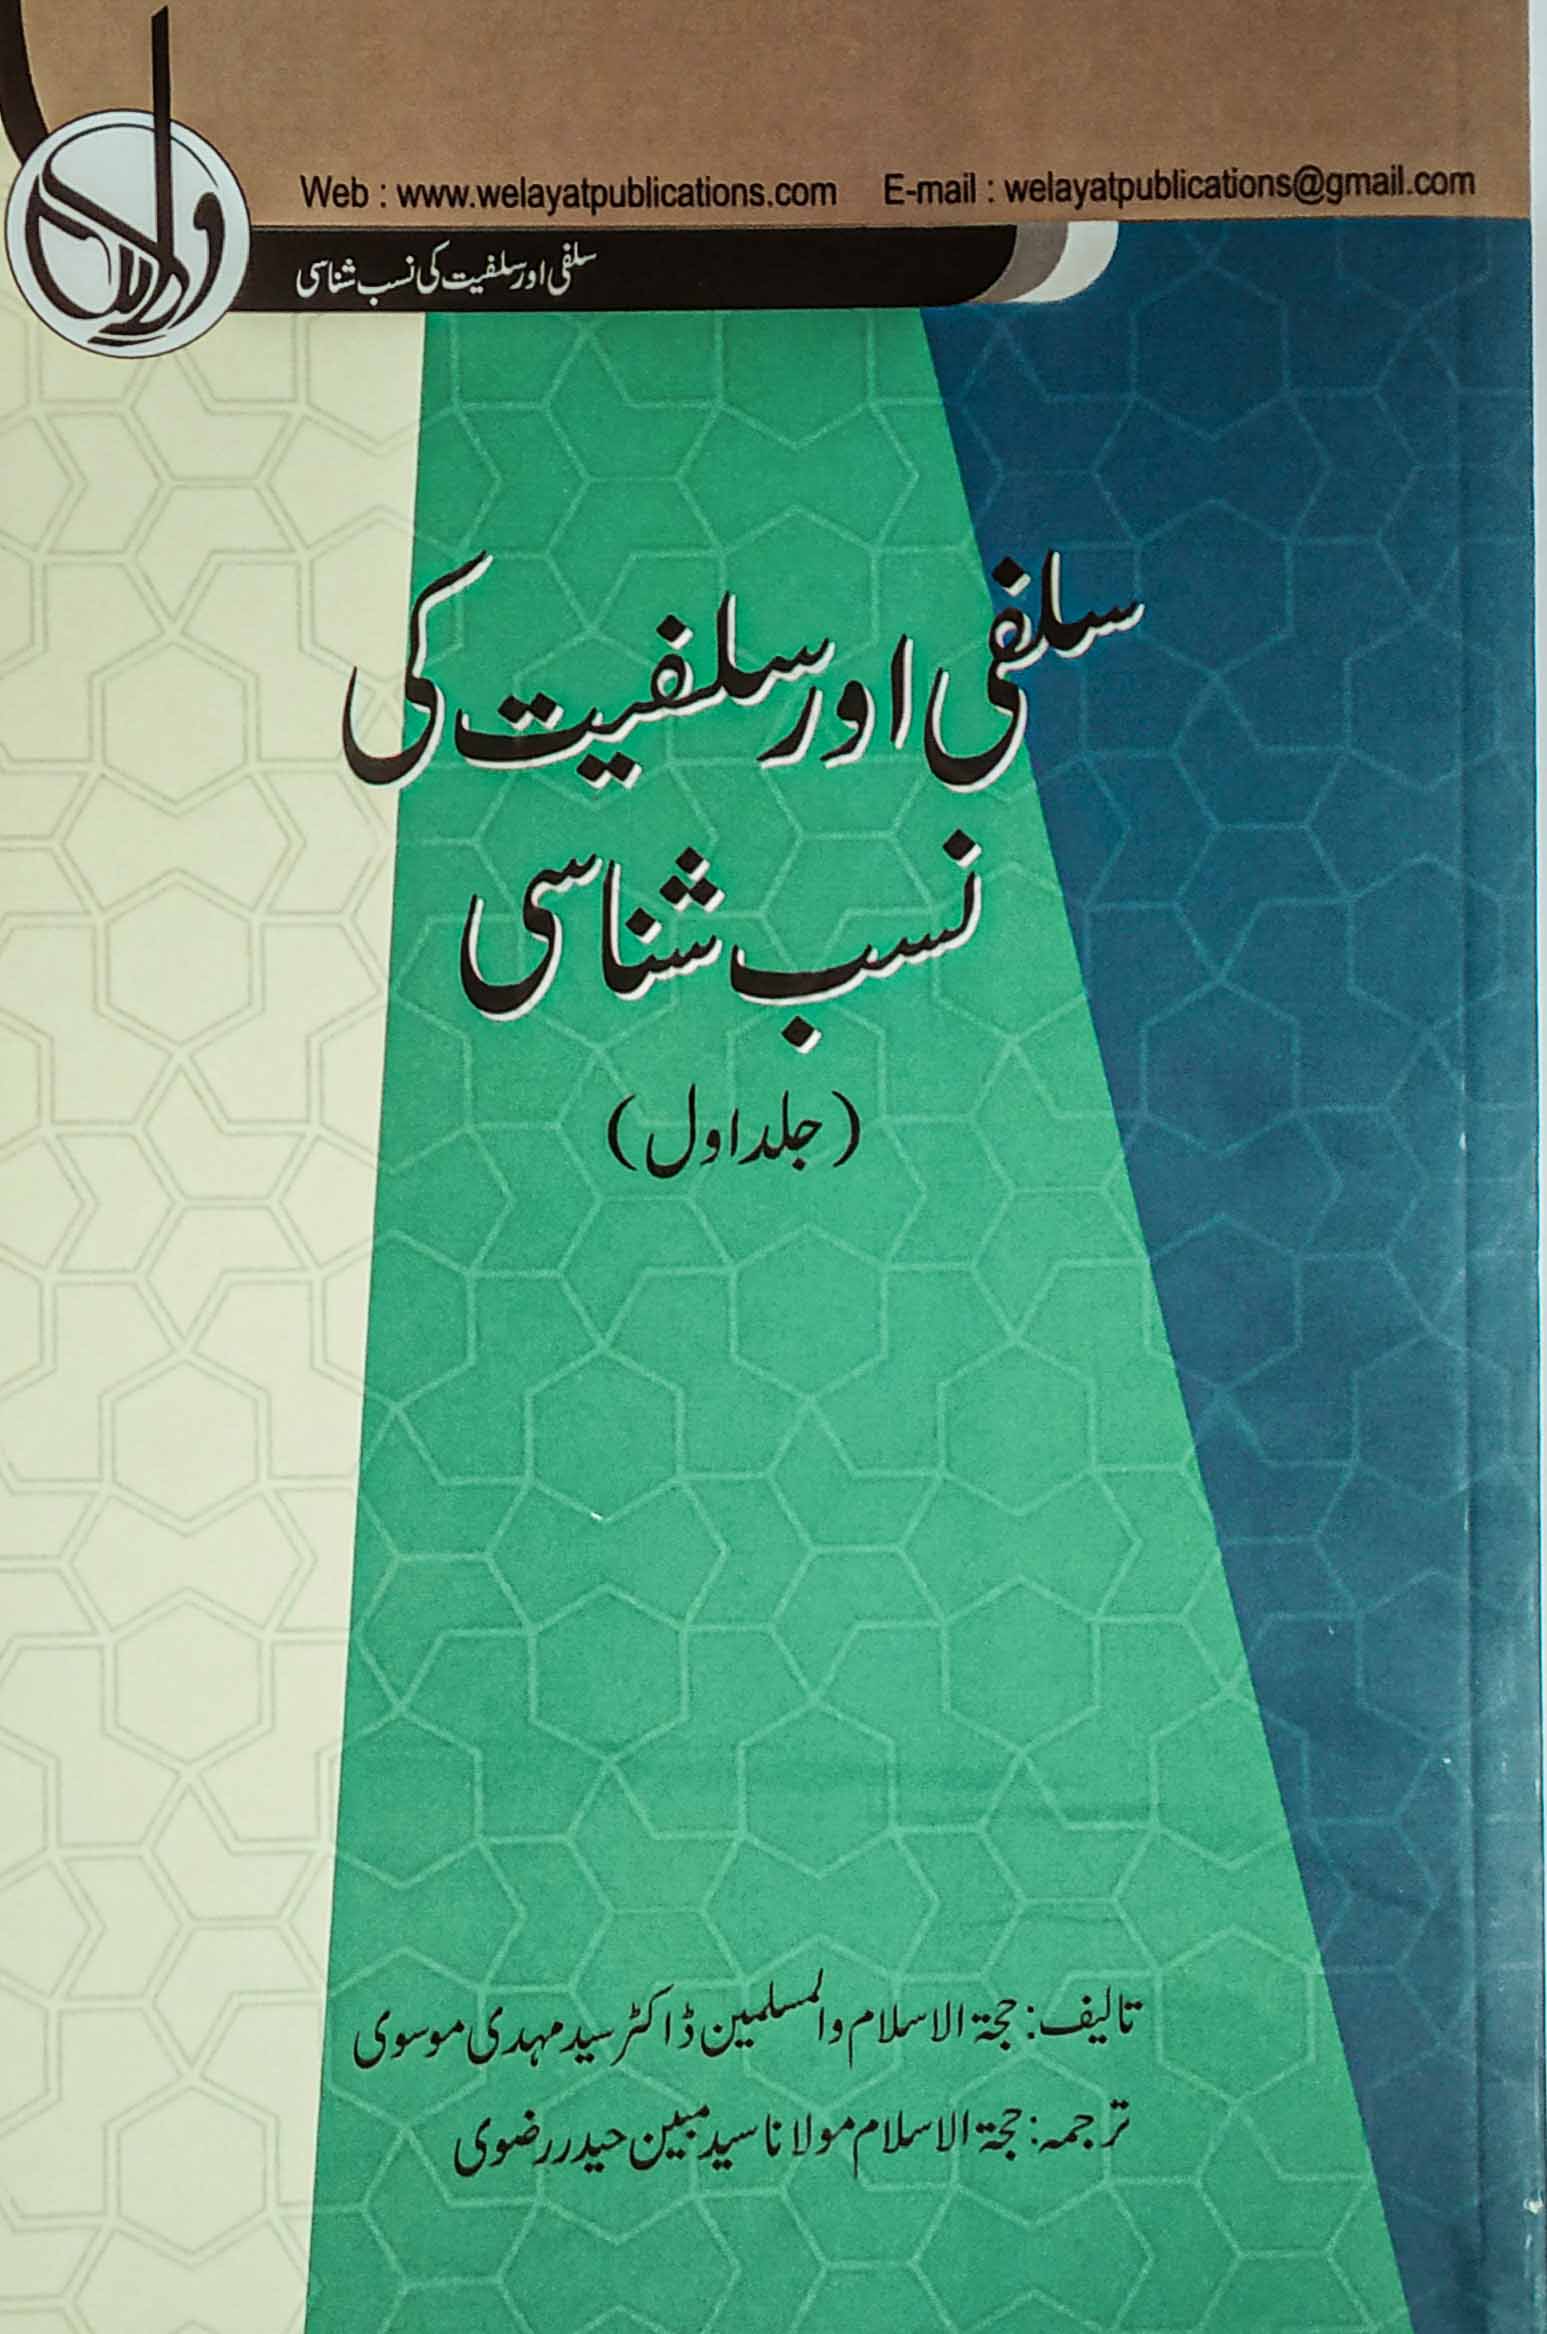 Web : www.welayatpublications.com E-mail : welayatpublications@gmail.com
ولایت
سلفی اور سلفیت کی نسب شناسی
سلفی اور سلفیت کی
نسب شناسی
(جلد اول)
تالیف: حجۃ الاسلام والمسلمین ڈاکٹر سید مہدی موسوی
ترجمہ: حجۃ الاسلام مولانا سید مبین حیدر رضوی